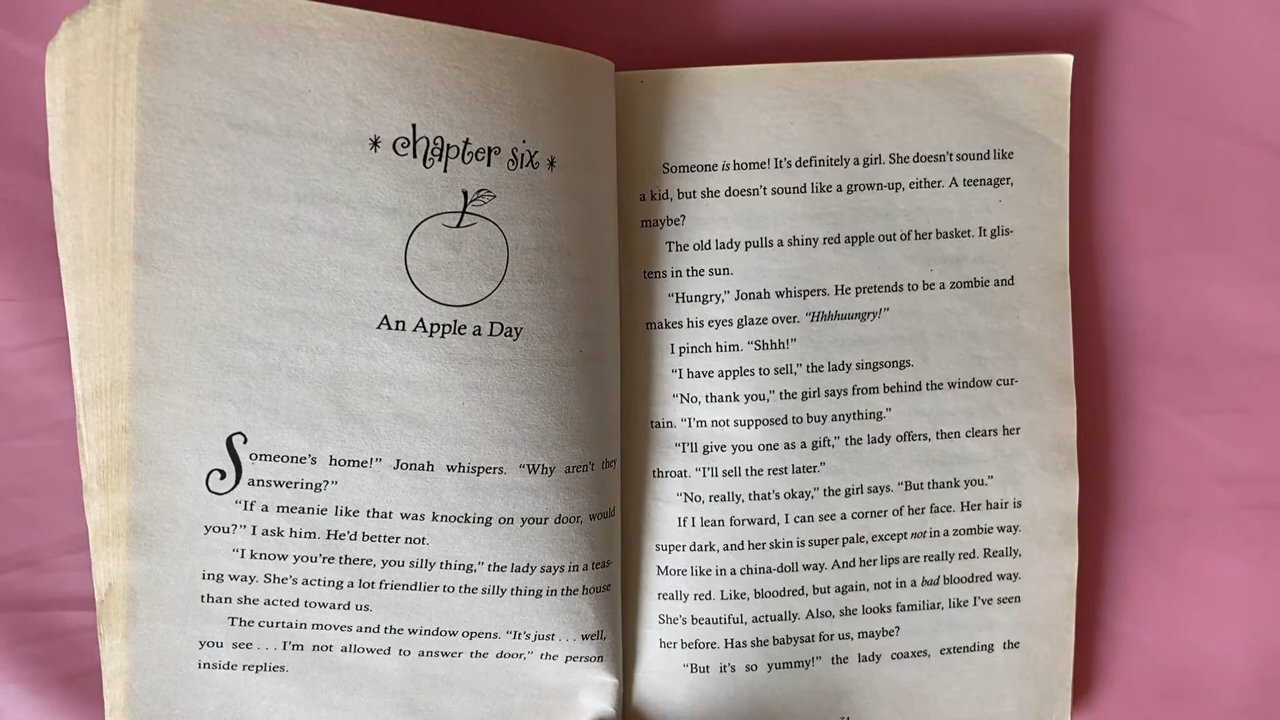 * chapter six *
An Apple a Day
Someone's home!" Jonah whispers. "Why aren't they
answering?"
"If a meanie like that was knocking on your door, would
you?" I ask him. He'd better not.
"I know you're there, you silly thing," the lady says in a teas-
ing way. She's acting a lot friendlier to the silly thing in the house
than she acted toward us.
The curtain moves and the window opens. "It's just . . . well,
you see . . . I'm not allowed to answer the door," the person
inside replies.
Someone is home! It's definitely a girl. She doesn't sound like
a kid, but she doesn't sound like a grown-up, either. A teenager,
maybe?
The old lady pulls a shiny red apple out of her basket. It glis-
tens in the sun.
"Hungry," Jonah whispers. He pretends to be a zombie and
makes his eyes glaze over. "Hhhhuungry!"
I pinch him. "Shhh!"
"I have apples to sell," the lady singsongs.
"No, thank you," the girl says from behind the window cur-
tain. "I'm not supposed to buy anything."
"I'll give you one as a gift," the lady offers, then clears her
throat. "I'll sell the rest later."
"No, really, that's okay," the girl says. "But thank you."
If I lean forward, I can see a corner of her face. Her hair is
super dark, and her skin is super pale, except not in a zombie way.
More like in a china-doll way. And her lips are really red. Really,
really red. Like, bloodred, but again, not in a bad bloodred way.
She's beautiful, actually. Also, she looks familiar, like I've seen
her before. Has she babysat for us, maybe?
"But it's so yummy!" the lady coaxes, extending the